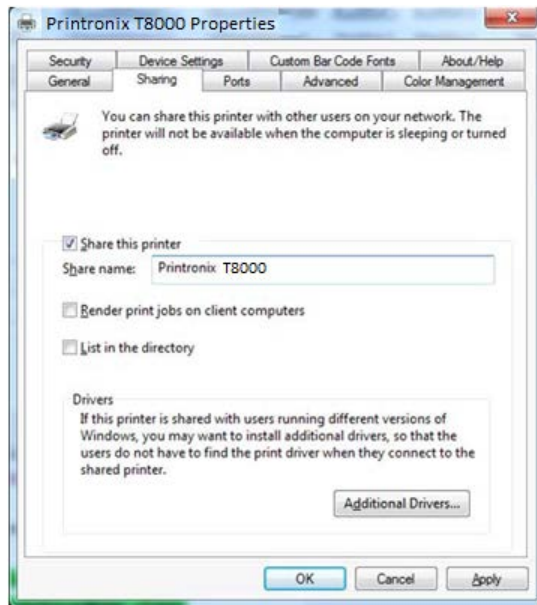 Printronix T8000 Properties
Security Device Settings Custom Bar Code Fonts About/Help
General Sharing Ports Advanced Color Management
You can share this printer with other users on your network. The
printer will not be available when the computer is sleeping or turned
off.
Share this printer
Share name: Printronix T8000
Render print jobs on client computers
List in the directory
Drivers
If this printer is shared with users running different versions of
Windows, you may want to install additional drivers, so that the
users do not have to find the print driver when they connect to the
shared printer.
Additional Drivers...
OK Cancel Apply